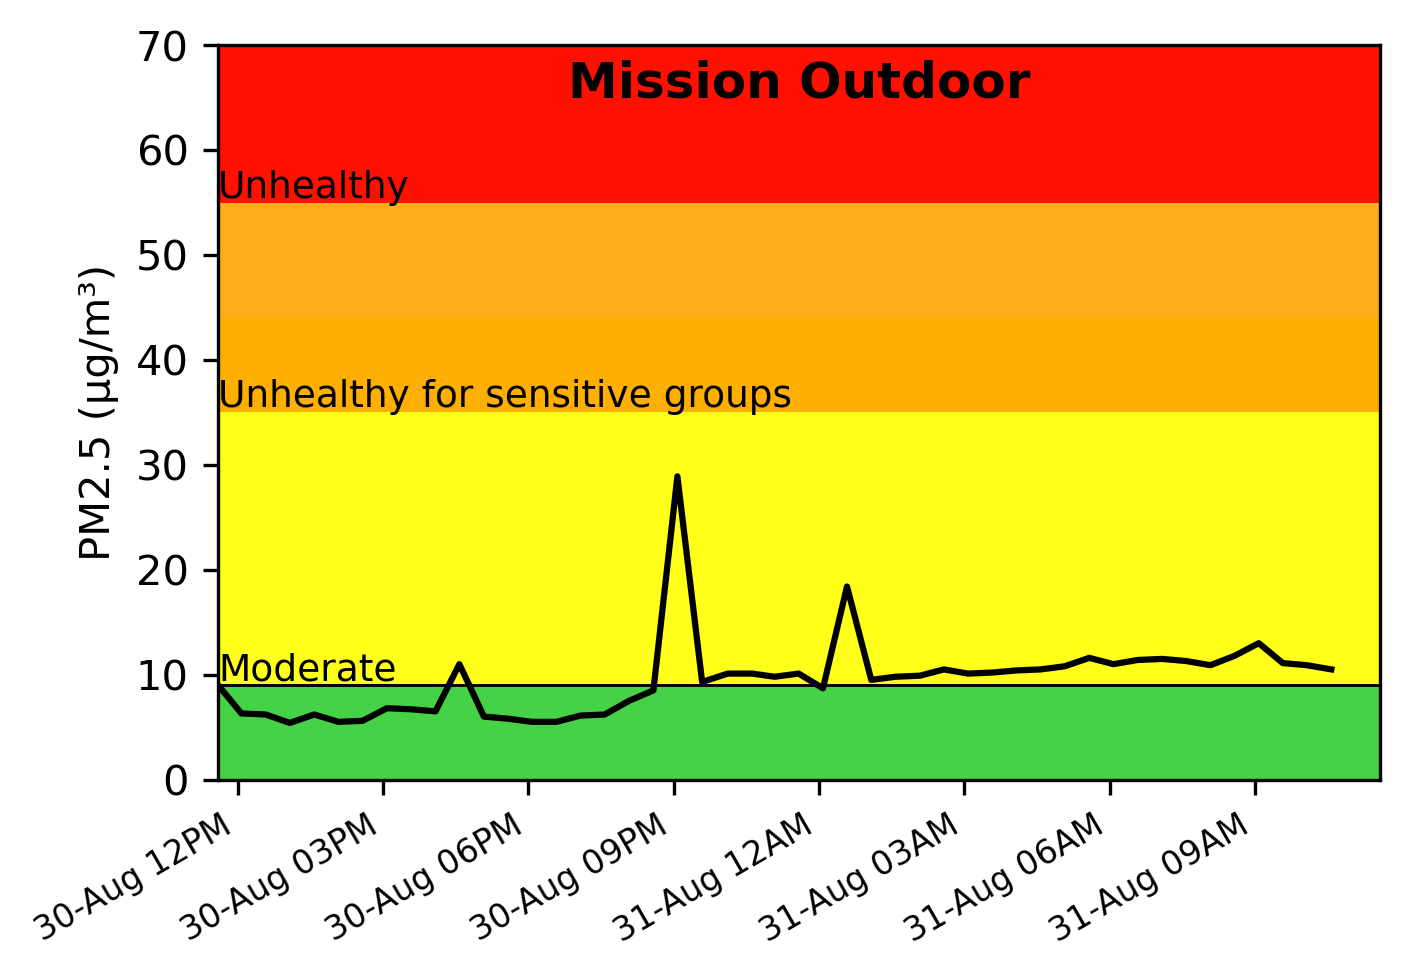 Mission Outdoor
PM2.5 (µg/m³)
70
60
50
40
30
20
10
0
Unhealthy
Unhealthy for sensitive groups
Moderate
30-Aug 12PM
30-Aug 03PM
30-Aug 06PM
30-Aug 09PM
31-Aug 12AM
31-Aug 03AM
31-Aug 06AM
31-Aug 09AM